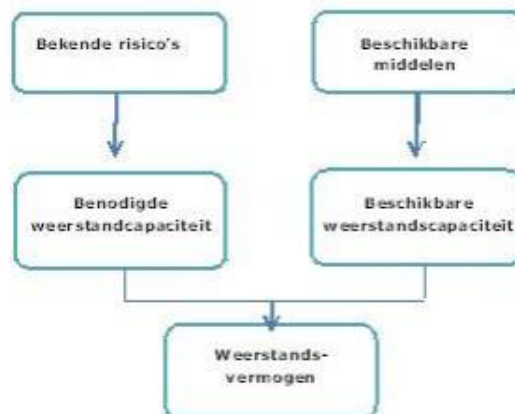 Bekende risico's
Beschikbare
middelen
Benodigde
weerstandcapaciteit
Beschikbare
weerstandscapaciteit
Weerstands-
vermogen